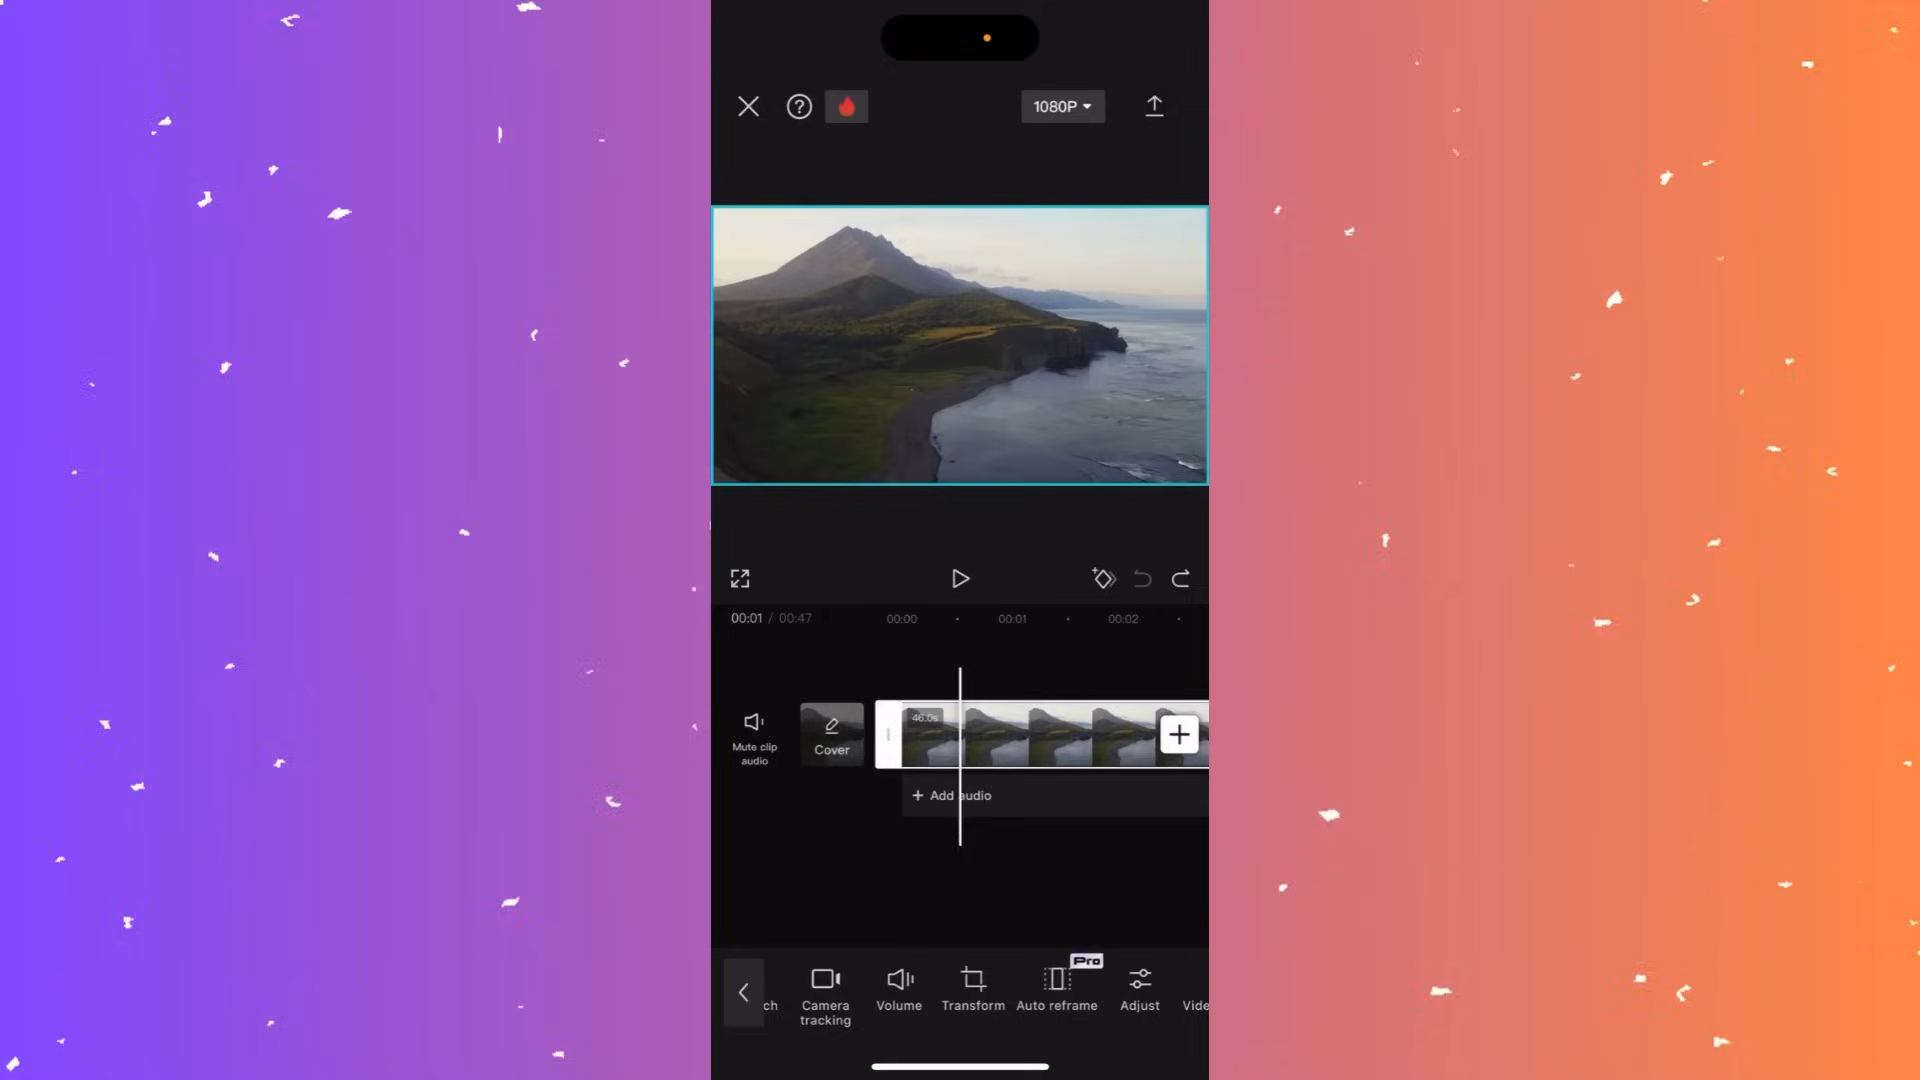 1080P
00:01 / 00:47
00:00
00:01
00:02
46.0s
Mute clip
audio
Cover
+ Add audio
Pro
ch
Camera
tracking
Volume
Transform
Auto reframe
Adjust
Vide